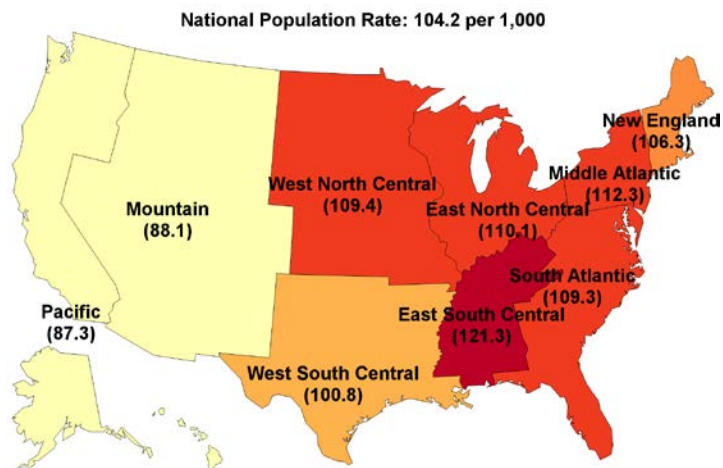 National Population Rate: 104.2 per 1,000
New England
(106.3)
Middle Atlantic
(112.3)
West North Central
(109.4)
East North Central
(110.1)
Mountain
(88.1)
South Atlantic
(109.3)
Pacific
(87.3)
East South Central
(121.3)
West South Central
(100.8)